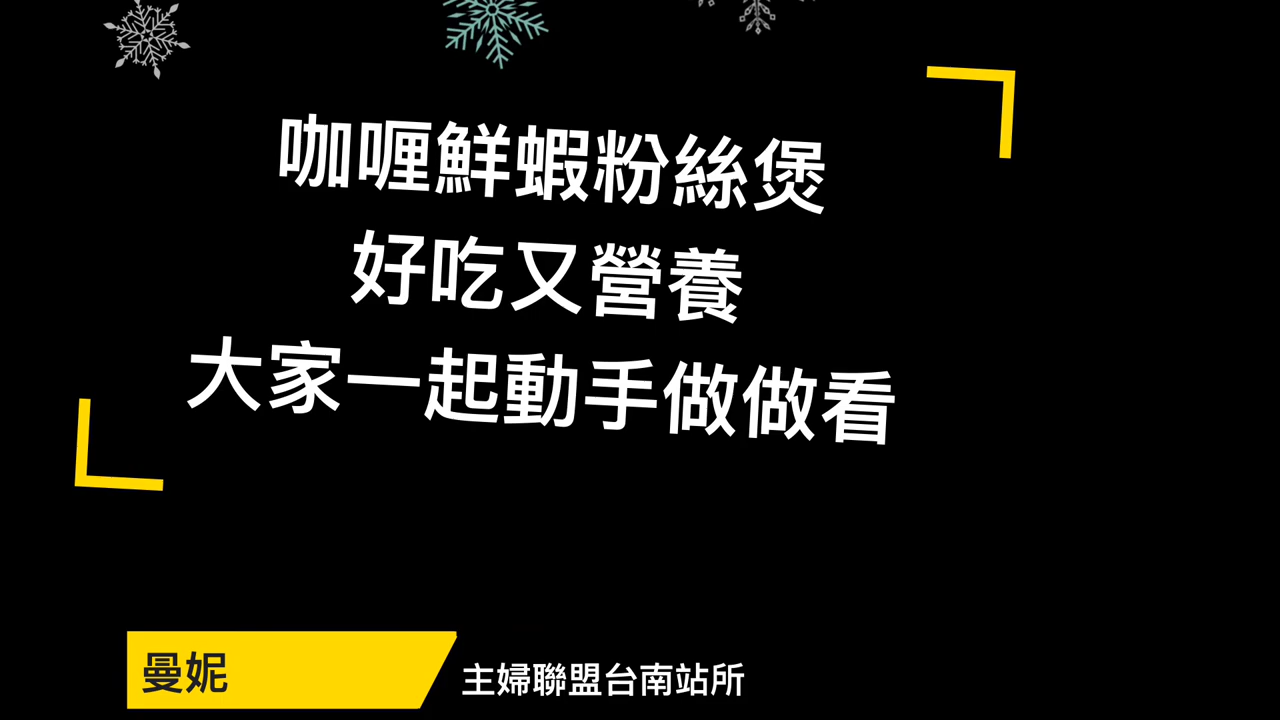 咖喱鮮蝦粉絲煲
好吃又營養
大家一起動手做做看
曼妮
主婦聯盟台南站所